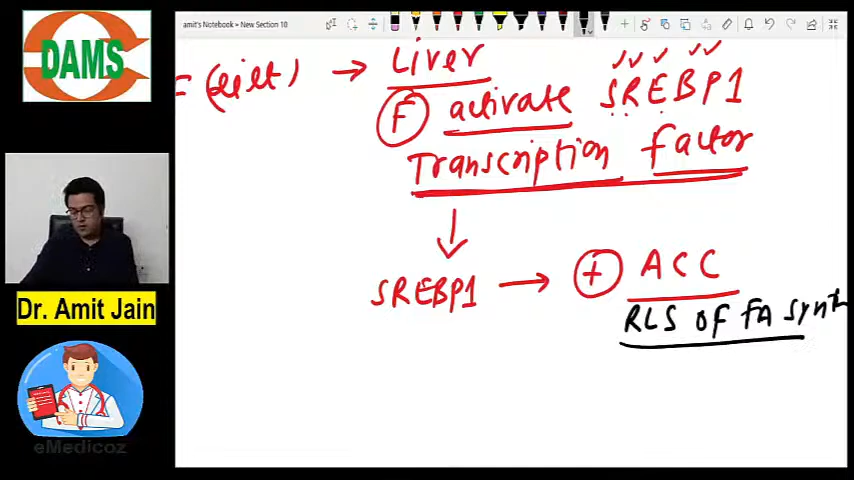 amit's Notebook > New Section 10
DAMS
→ Liver
F activate SREBP1
Transcription factor
SREBP1 → + ACC
RLS OF FA synth
Dr. Amit Jain
eMedicoz